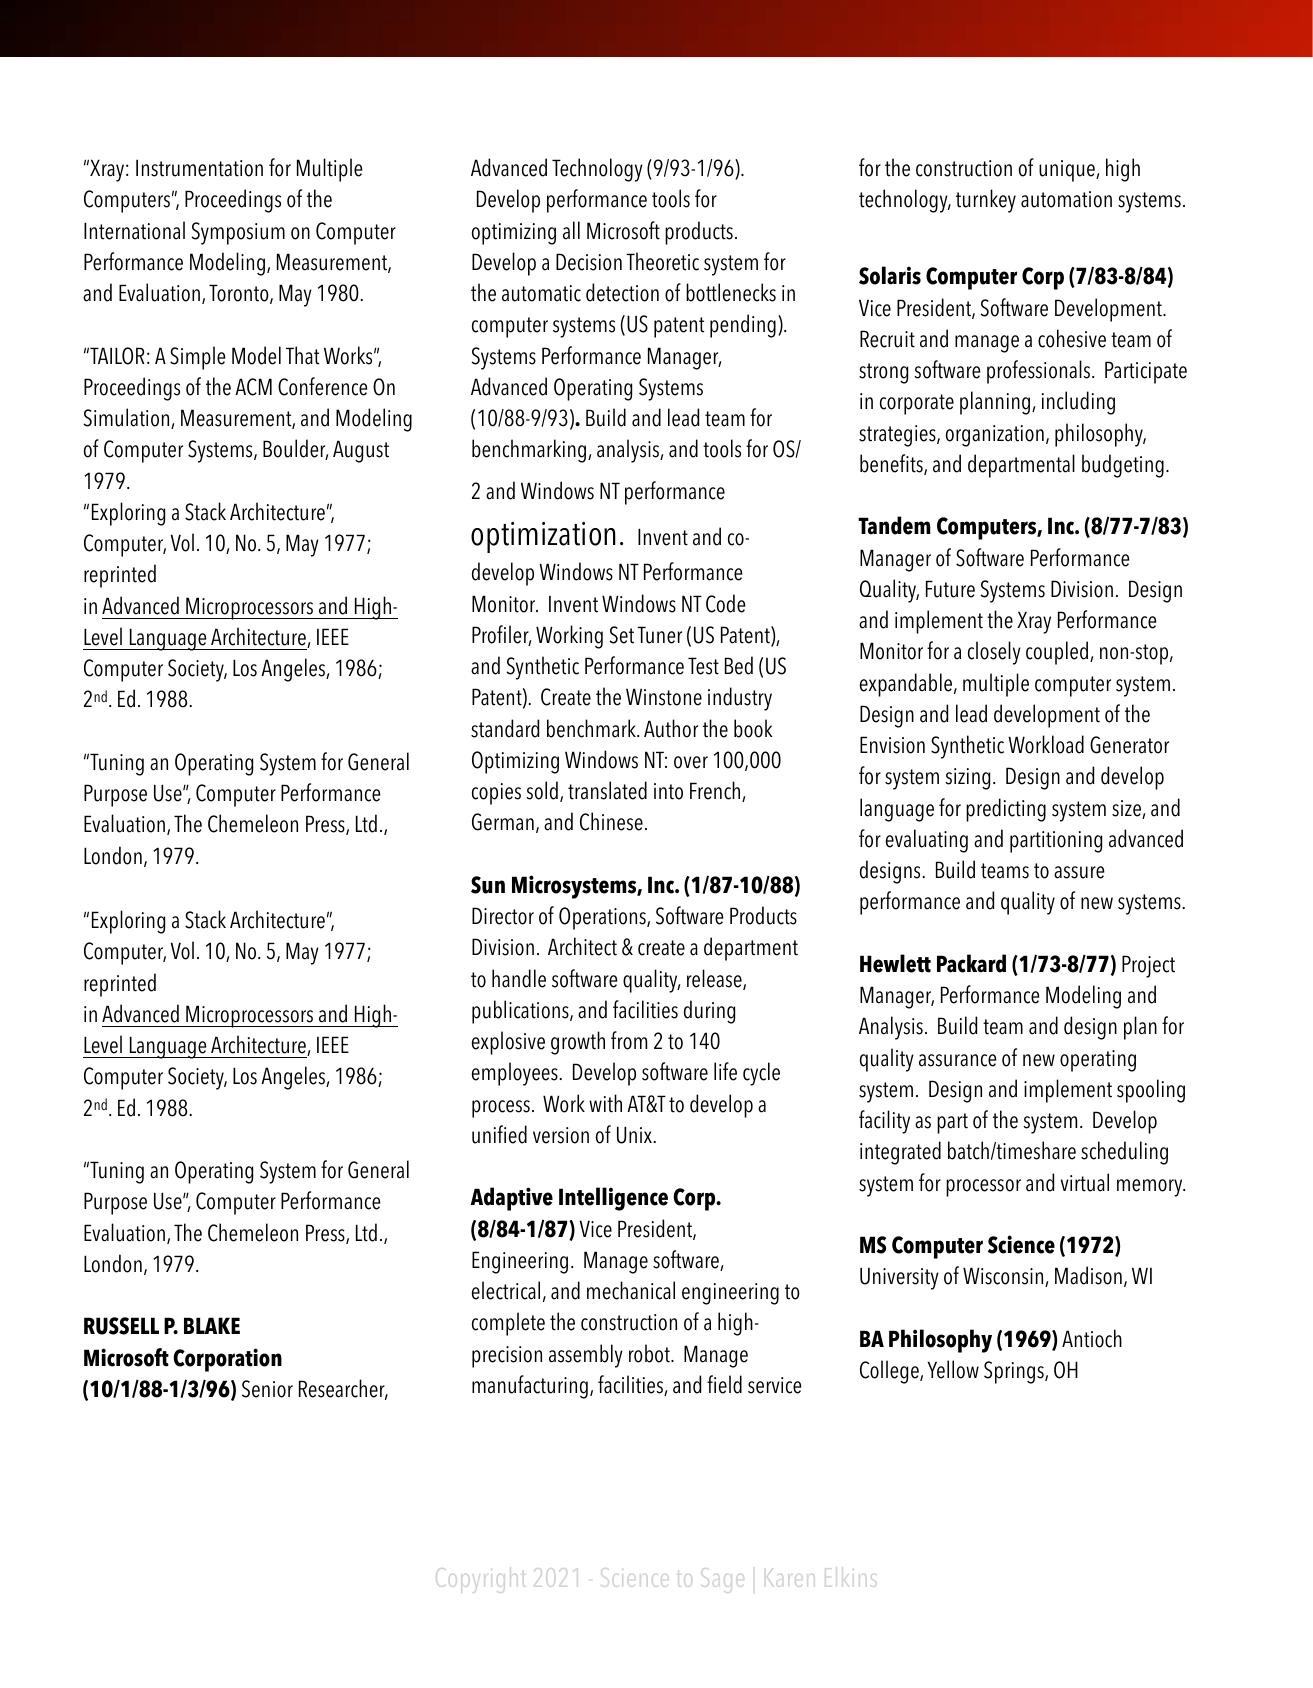 “Xray: Instrumentation for Multiple
Computers”, Proceedings of the
International Symposium on Computer
Performance Modeling, Measurement,
and Evaluation, Toronto, May 1980.
“TAILOR: A Simple Model That Works”,
Proceedings of the ACM Conference On
Simulation, Measurement, and Modeling
of Computer Systems, Boulder, August
1979.
“Exploring a Stack Architecture”,
Computer, Vol. 10, No. 5, May 1977;
reprinted
in Advanced Microprocessors and High-
Level Language Architecture, IEEE
Computer Society, Los Angeles, 1986;
2nd. Ed. 1988.
“Tuning an Operating System for General
Purpose Use”, Computer Performance
Evaluation, The Chemeleon Press, Ltd.,
London, 1979.
“Exploring a Stack Architecture”,
Computer, Vol. 10, No. 5, May 1977;
reprinted
in Advanced Microprocessors and High-
Level Language Architecture, IEEE
Computer Society, Los Angeles, 1986;
2nd. Ed. 1988.
“Tuning an Operating System for General
Purpose Use”, Computer Performance
Evaluation, The Chemeleon Press, Ltd.,
London, 1979.
RUSSELL P. BLAKE
Microsoft Corporation
(10/1/88-1/3/96) Senior Researcher,
Advanced Technology (9/93-1/96).
Develop performance tools for
optimizing all Microsoft products.
Develop a Decision Theoretic system for
the automatic detection of bottlenecks in
computer systems (US patent pending).
Systems Performance Manager,
Advanced Operating Systems
(10/88-9/93). Build and lead team for
benchmarking, analysis, and tools for OS/
2 and Windows NT performance
optimization. Invent and co-
develop Windows NT Performance
Monitor. Invent Windows NT Code
Profiler, Working Set Tuner (US Patent),
and Synthetic Performance Test Bed (US
Patent). Create the Winstone industry
standard benchmark. Author the book
Optimizing Windows NT: over 100,000
copies sold, translated into French,
German, and Chinese.
Sun Microsystems, Inc. (1/87-10/88)
Director of Operations, Software Products
Division. Architect & create a department
to handle software quality, release,
publications, and facilities during
explosive growth from 2 to 140
employees. Develop software life cycle
process. Work with AT&T to develop a
unified version of Unix.
Adaptive Intelligence Corp.
(8/84-1/87) Vice President,
Engineering. Manage software,
electrical, and mechanical engineering to
complete the construction of a high-
precision assembly robot. Manage
manufacturing, facilities, and field service
for the construction of unique, high
technology, turnkey automation systems.
Solaris Computer Corp (7/83-8/84)
Vice President, Software Development.
Recruit and manage a cohesive team of
strong software professionals. Participate
in corporate planning, including
strategies, organization, philosophy,
benefits, and departmental budgeting.
Tandem Computers, Inc. (8/77-7/83)
Manager of Software Performance
Quality, Future Systems Division. Design
and implement the Xray Performance
Monitor for a closely coupled, non-stop,
expandable, multiple computer system.
Design and lead development of the
Envision Synthetic Workload Generator
for system sizing. Design and develop
language for predicting system size, and
for evaluating and partitioning advanced
designs. Build teams to assure
performance and quality of new systems.
Hewlett Packard (1/73-8/77) Project
Manager, Performance Modeling and
Analysis. Build team and design plan for
quality assurance of new operating
system. Design and implement spooling
facility as part of the system. Develop
integrated batch/timeshare scheduling
system for processor and virtual memory.
MS Computer Science (1972)
University of Wisconsin, Madison, WI
BA Philosophy (1969) Antioch
College, Yellow Springs, OH
Copyright 2021 - Science to Sage | Karen Elkins